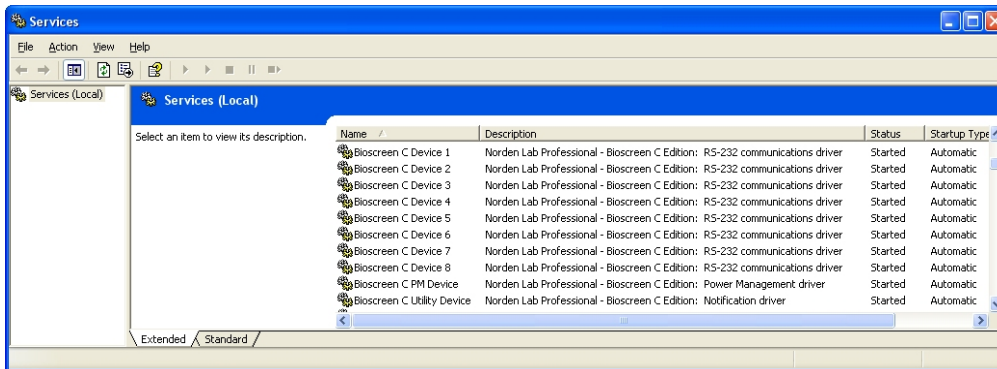 Services
File Action View Help
Services (Local)
Services (Local)
Select an item to view its description.
Name Description Status Startup Type
Bioscreen C Device 1 Norden Lab Professional - Bioscreen C Edition: RS-232 communications driver Started Automatic
Bioscreen C Device 2 Norden Lab Professional - Bioscreen C Edition: RS-232 communications driver Started Automatic
Bioscreen C Device 3 Norden Lab Professional - Bioscreen C Edition: RS-232 communications driver Started Automatic
Bioscreen C Device 4 Norden Lab Professional - Bioscreen C Edition: RS-232 communications driver Started Automatic
Bioscreen C Device 5 Norden Lab Professional - Bioscreen C Edition: RS-232 communications driver Started Automatic
Bioscreen C Device 6 Norden Lab Professional - Bioscreen C Edition: RS-232 communications driver Started Automatic
Bioscreen C Device 7 Norden Lab Professional - Bioscreen C Edition: RS-232 communications driver Started Automatic
Bioscreen C Device 8 Norden Lab Professional - Bioscreen C Edition: RS-232 communications driver Started Automatic
Bioscreen C PM Device Norden Lab Professional - Bioscreen C Edition: Power Management driver Started Automatic
Bioscreen C Utility Device Norden Lab Professional - Bioscreen C Edition: Notification driver Started Automatic
Extended Standard